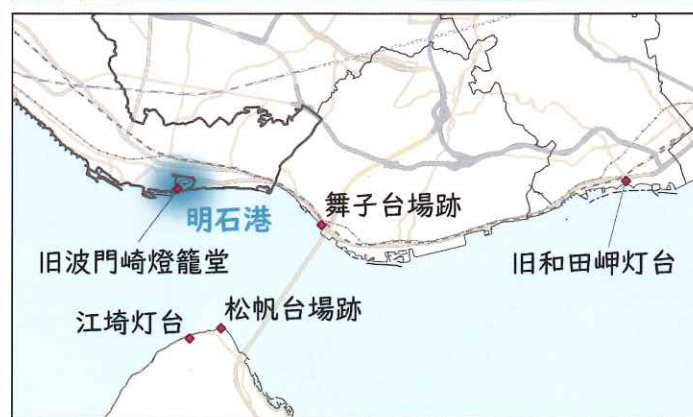 舞子台場跡
明石港
旧波門崎燈籠堂
旧和田岬灯台
松帆台場跡
江埼灯台